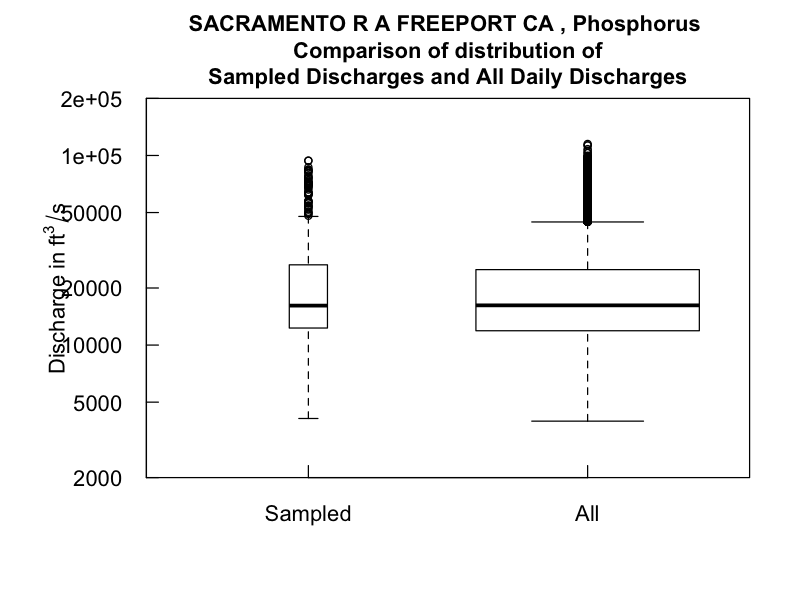 SACRAMENTO R A FREEPORT CA , Phosphorus
Comparison of distribution of
Sampled Discharges and All Daily Discharges
Discharge in ft³/s
2e+05
1e+05
50000
20000
10000
5000
2000
Sampled
All